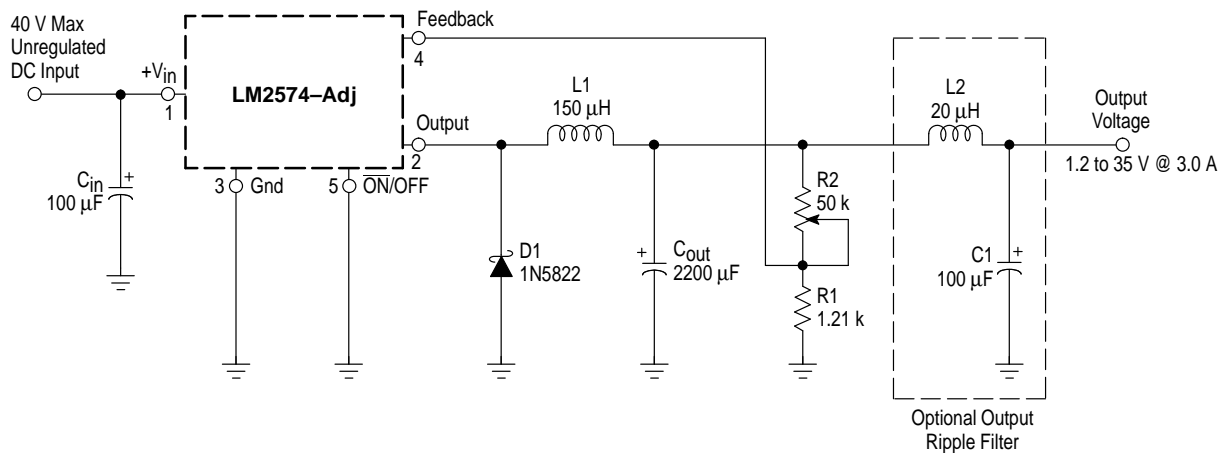 40 V Max
Unregulated
DC Input
+Vin
1
LM2574–Adj
Feedback
4
Output
2
3 Gnd
5 ON/OFF
Cin
100 µF
+
D1
1N5822
L1
150 µH
+
Cout
2200 µF
R2
50 k
R1
1.21 k
L2
20 µH
+
C1
100 µF
Output
Voltage
1.2 to 35 V @ 3.0 A
Optional Output
Ripple Filter